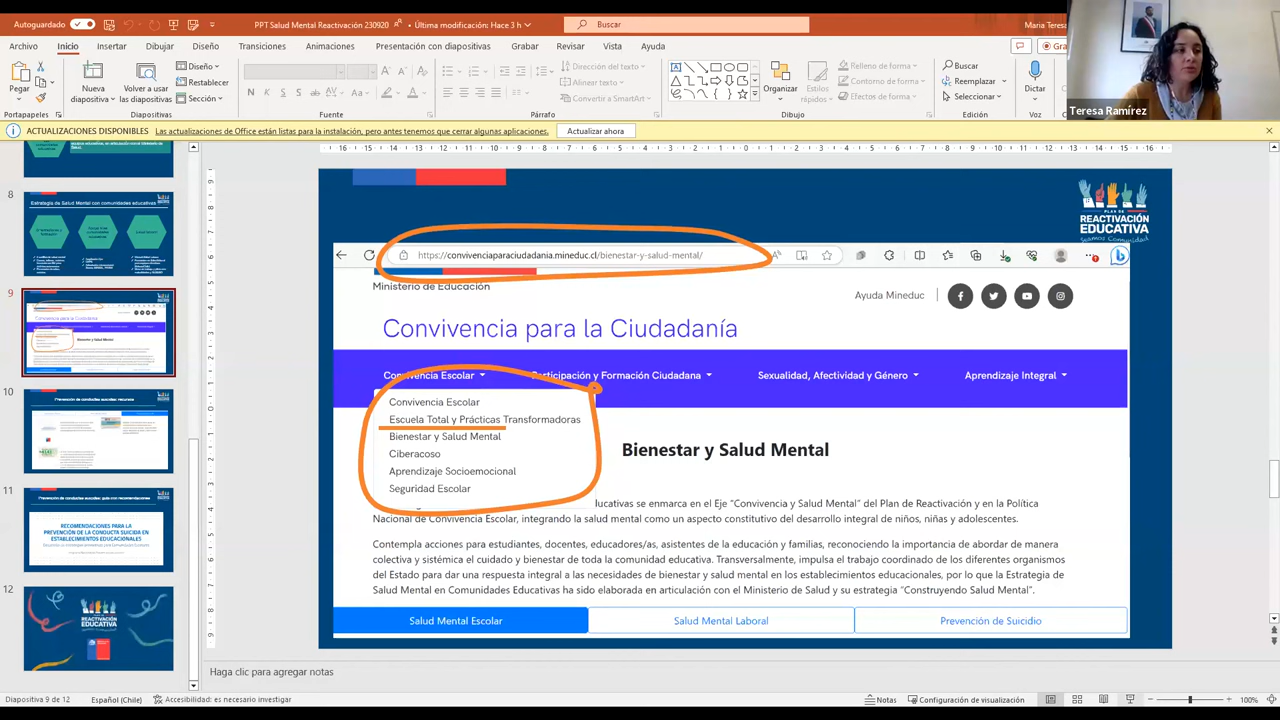 Autoguardado
PPT Salud Mental Reactivación 230920
• Última modificación: Hace 3 h
Buscar
Maria Teresa
Archivo
Inicio
Insertar
Dibujar
Diseño
Transiciones
Animaciones
Presentación con diapositivas
Grabar
Revisar
Vista
Ayuda
Teresa Ramírez
Pegar
Nueva diapositiva
Volver a usar las diapositivas
Diseño
Restablecer
Sección
Dirección del texto
Alinear texto
Convertir a SmartArt
Organizar
Estilos rápidos
Relleno de forma
Contorno de forma
Efectos de forma
Buscar
Reemplazar
Seleccionar
Dictar
Portapapeles
Diapositivas
Fuente
Párrafo
Dibujo
Edición
Voz
ACTUALIZACIONES DISPONIBLES
Las actualizaciones de Office están listas para la instalación, pero antes tenemos que cerrar algunas aplicaciones.
Actualizar ahora
8
Estrategia de Salud Mental con comunidades educativas
9
10
Prevención de conductas suicidas: recursos
11
Prevención de conductas suicidas: guía con recomendaciones
RECOMENDACIONES PARA LA
PREVENCIÓN DE LA CONDUCTA SUICIDA EN
ESTABLECIMIENTOS EDUCACIONALES
12
REACTIVACIÓN
EDUCATIVA
PLAN DE
REACTIVACIÓN
EDUCATIVA
SEAMOS COMUNIDAD
https://convivenciaparaciudadania.mineduc.cl/bienestar-y-salud-mental/
Ministerio de Educación
Ayuda Mineduc
Convivencia para la Ciudadanía
Convivencia Escolar
Participación y Formación Ciudadana
Sexualidad, Afectividad y Género
Aprendizaje Integral
Convivencia Escolar
Escuela Total y Prácticas Transformadoras
Bienestar y Salud Mental
Ciberacoso
Aprendizaje Socioemocional
Seguridad Escolar
Bienestar y Salud Mental
ducativas se enmarca en el Eje “Convivencia y Salud Mental” del Plan de Reactivación y en la Política
Nacional de Convivencia Escolar, integrando la salud mental como un aspecto constitutivo del desarrollo integral de niños, niñas y adolescentes.
Contempla acciones para estudiantes, docentes, educadores/as, asistentes de la educación y familias, reconociendo la importancia de abordar de manera
colectiva y sistémica el cuidado y bienestar de toda la comunidad educativa. Transversalmente, impulsa el trabajo coordinado de los diferentes organismos
del Estado para dar una respuesta integral a las necesidades de bienestar y salud mental en los establecimientos educacionales, por lo que la Estrategia de
Salud Mental en Comunidades Educativas ha sido elaborada en articulación con el Ministerio de Salud y su estrategia “Construyendo Salud Mental”.
Salud Mental Escolar
Salud Mental Laboral
Prevención de Suicidio
Haga clic para agregar notas
Diapositiva 9 de 12
Español (Chile)
Accesibilidad: es necesario investigar
Notas
Configuración de visualización
100%